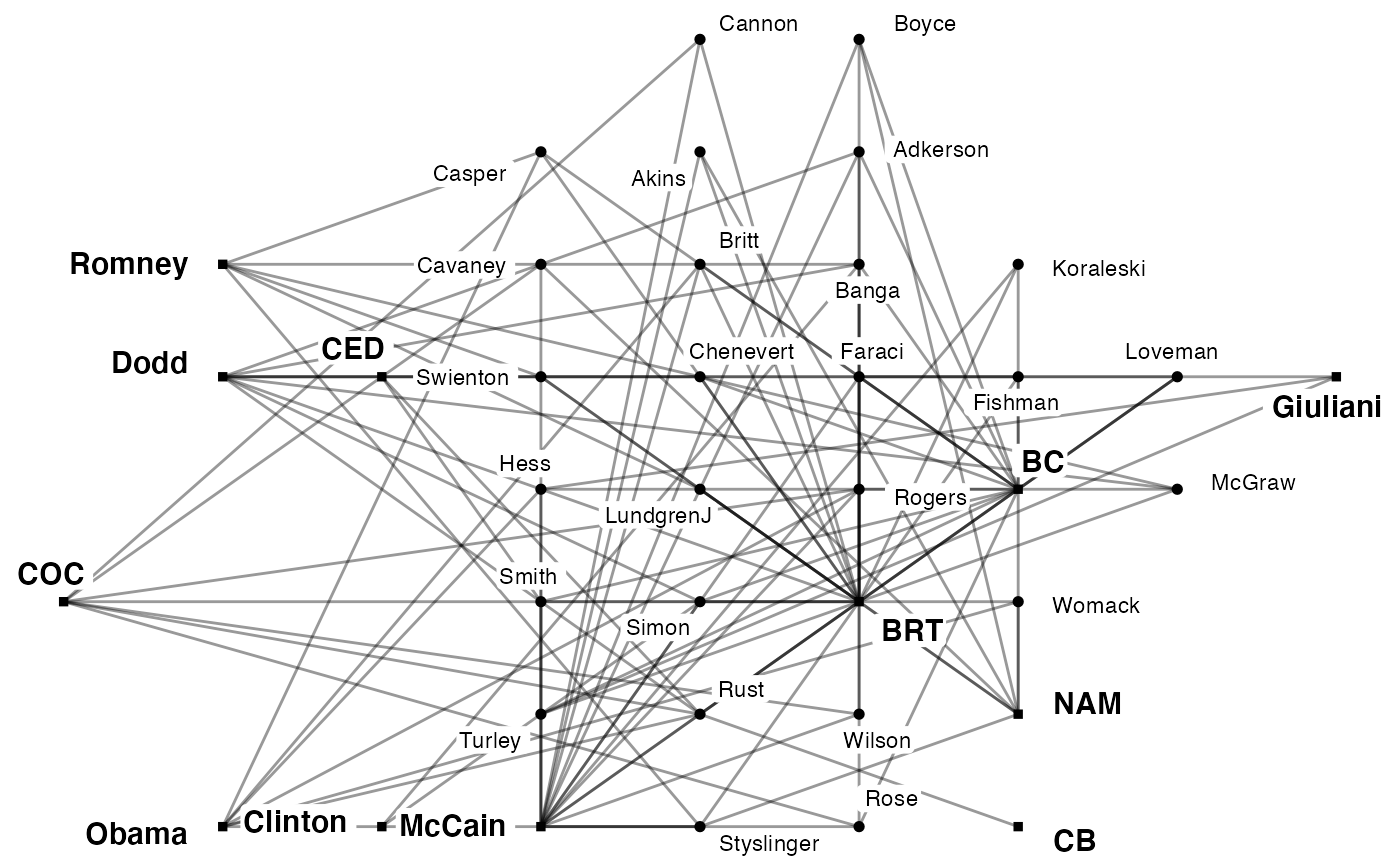 Cannon
Boyce
Casper
Akins
Adkerson
Britt
Romney
Cavaney
Koraleski
Banga
Dodd
CED
Chenevert
Faraci
Loveman
Swienton
Fishman
Giuliani
Hess
BC
McGraw
LundgrenJ
Rogers
COC
Smith
Womack
Simon
BRT
Rust
NAM
Turley
Wilson
Rose
Obama
Clinton
McCain
Styslinger
CB